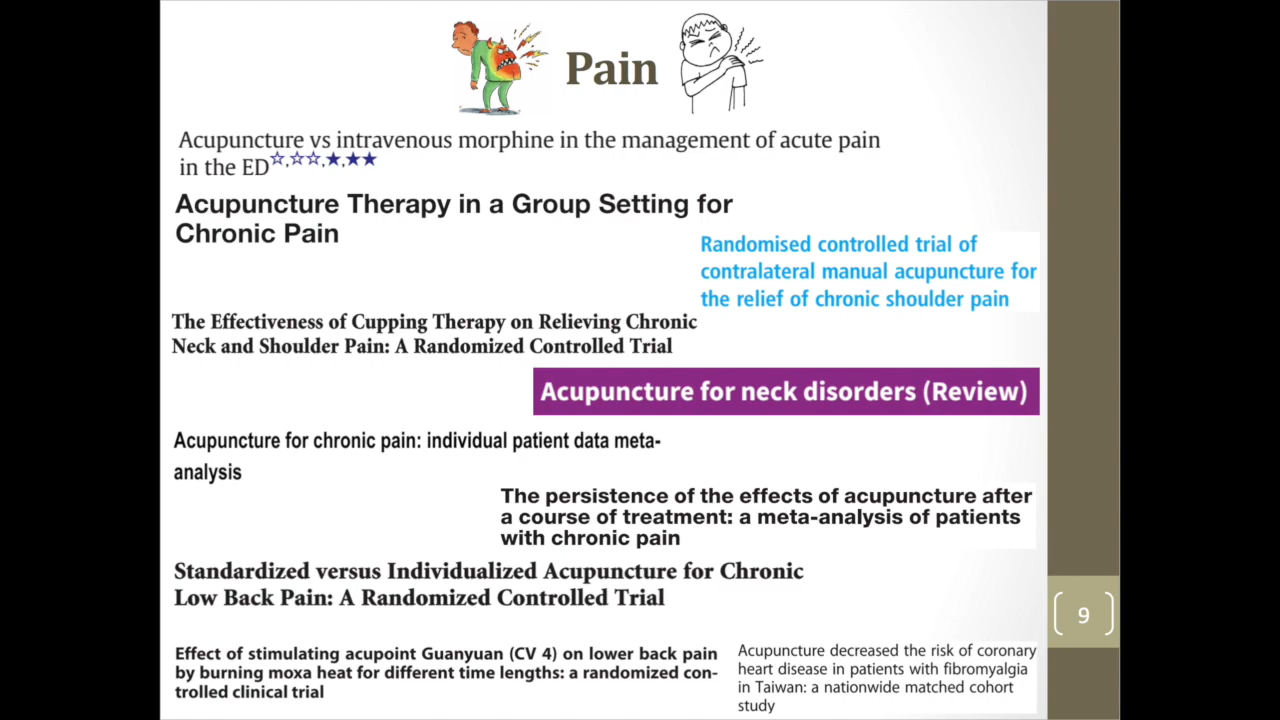 Pain
Acupuncture vs intravenous morphine in the management of acute pain
in the ED☆,☆☆,★,★★
Acupuncture Therapy in a Group Setting for
Chronic Pain
Randomised controlled trial of
contralateral manual acupuncture for
the relief of chronic shoulder pain
The Effectiveness of Cupping Therapy on Relieving Chronic
Neck and Shoulder Pain: A Randomized Controlled Trial
Acupuncture for neck disorders (Review)
Acupuncture for chronic pain: individual patient data meta-
analysis
The persistence of the effects of acupuncture after
a course of treatment: a meta-analysis of patients
with chronic pain
Standardized versus Individualized Acupuncture for Chronic
Low Back Pain: A Randomized Controlled Trial
9
Effect of stimulating acupoint Guanyuan (CV 4) on lower back pain
by burning moxa heat for different time lengths: a randomized con-
trolled clinical trial
Acupuncture decreased the risk of coronary
heart disease in patients with fibromyalgia
in Taiwan: a nationwide matched cohort
study